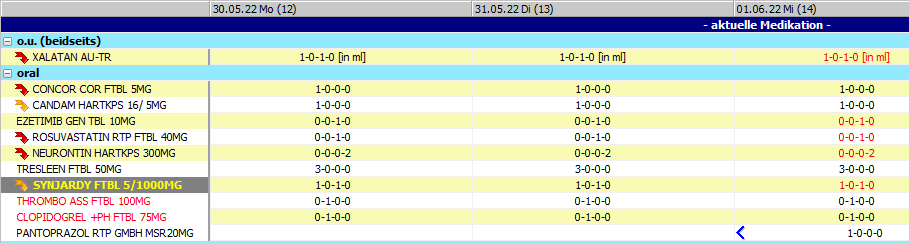 30.05.22 Mo (12) 31.05.22 Di (13) 01.06.22 Mi (14)
- aktuelle Medikation -
o.u. (beidseits)
XALATAN AU-TR 1-0-1-0 [in ml] 1-0-1-0 [in ml] 1-0-1-0 [in ml]
oral
CONCOR COR FTBL 5MG 1-0-0-0 1-0-0-0 1-0-0-0
CANDAM HARTKPS 16/ 5MG 1-0-0-0 1-0-0-0 1-0-0-0
EZETIMIB GEN TBL 10MG 0-0-1-0 0-0-1-0 0-0-1-0
ROSUVASTATIN RTP FTBL 40MG 0-0-1-0 0-0-1-0 0-0-1-0
NEURONTIN HARTKPS 300MG 0-0-0-2 0-0-0-2 0-0-0-2
TRESLEEN FTBL 50MG 3-0-0-0 3-0-0-0 3-0-0-0
SYNJARDY FTBL 5/1000MG 1-0-1-0 1-0-1-0 1-0-1-0
THROMBO ASS FTBL 100MG 0-1-0-0 0-1-0-0 0-1-0-0
CLOPIDOGREL +PH FTBL 75MG 0-1-0-0 0-1-0-0 0-1-0-0
PANTOPRAZOL RTP GMBH MSR20MG 1-0-0-0